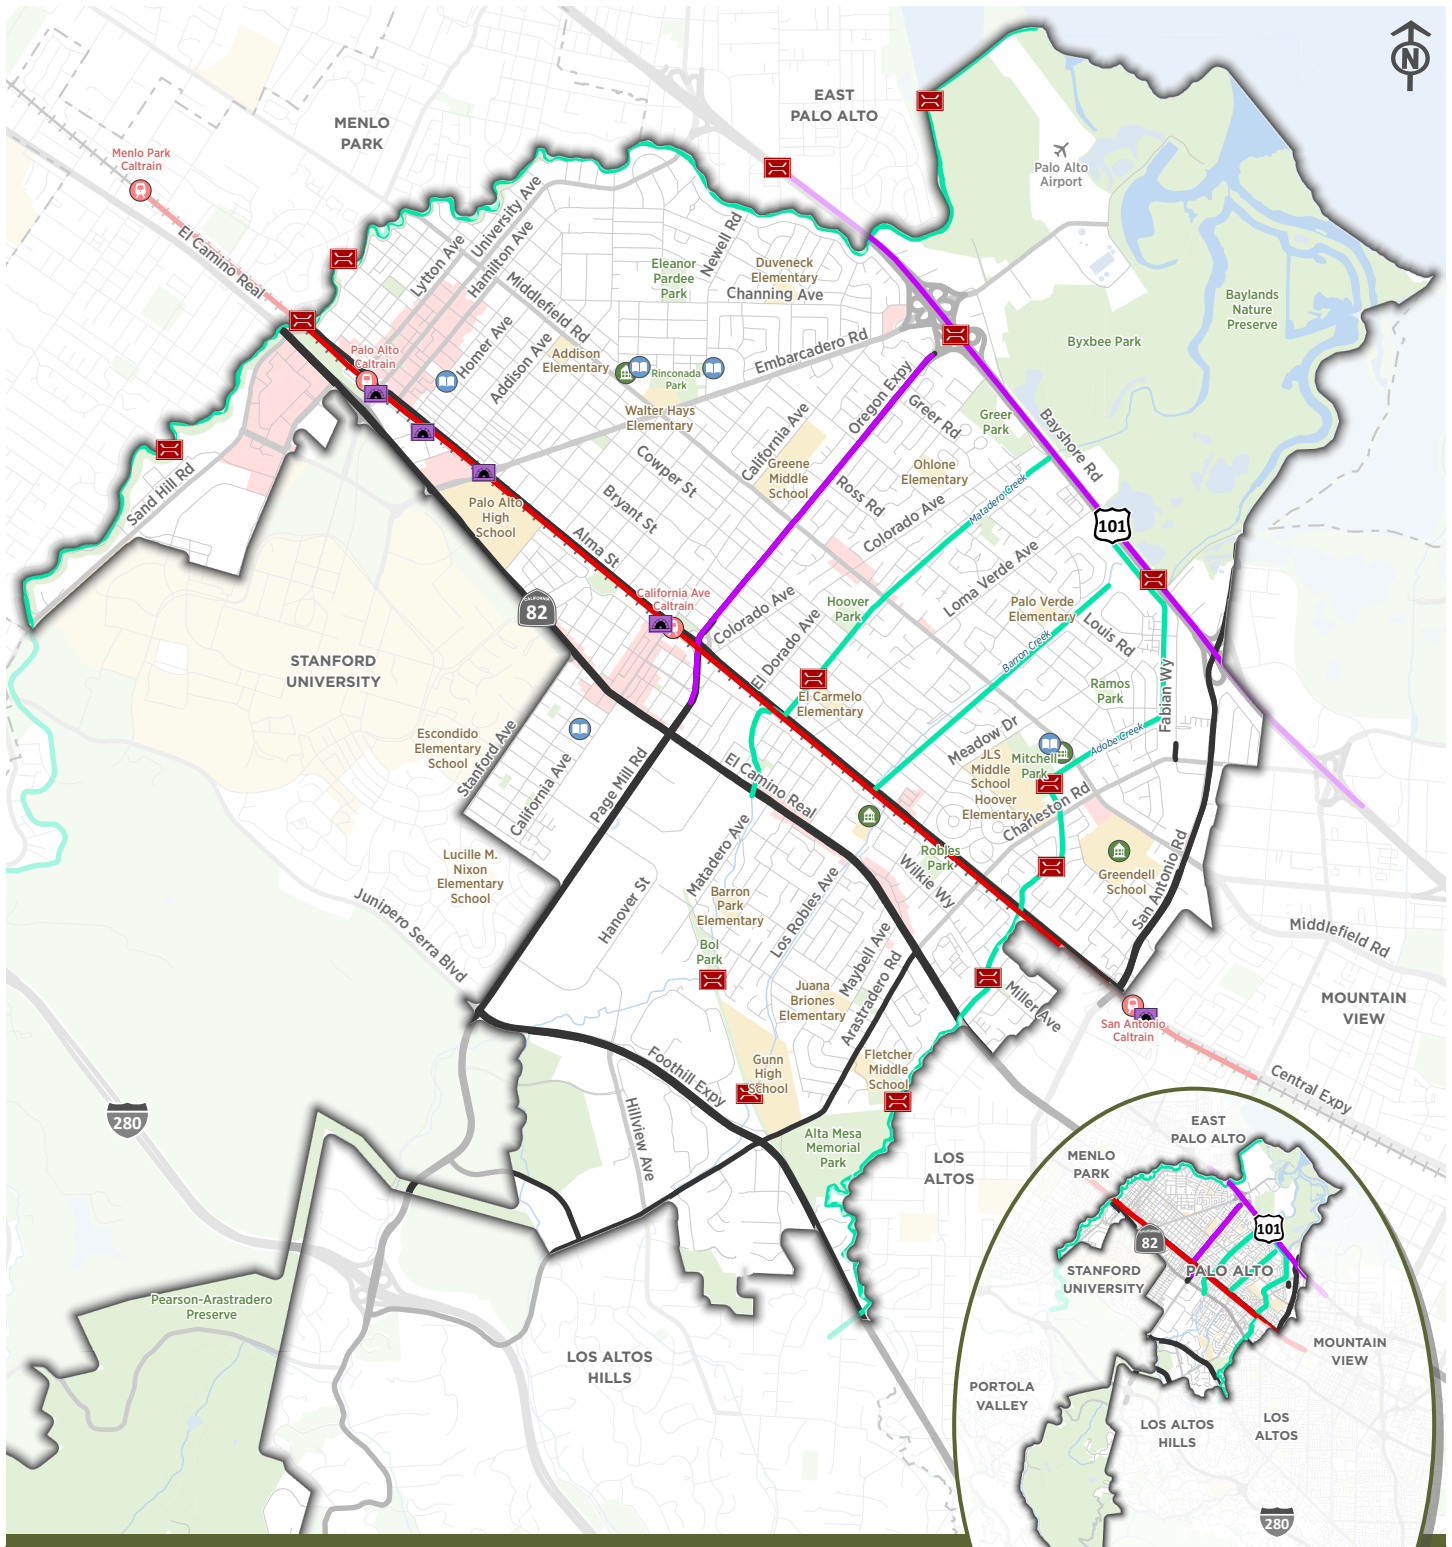 N
EAST
PALO ALTO
MENLO
PARK
Menlo Park
Caltrain
Palo Alto
Airport
El Camino Real
University Ave
Lytton Ave
Hamilton Ave
Newell Rd
Eleanor
Pardee
Park
Duveneck
Elementary
Channing Ave
Middlefield Rd
Baylands
Nature
Preserve
Byxbee Park
Palo Alto
Caltrain
Homer Ave
Addison Ave
Addison
Elementary
Embarcadero Rd
Rinconada
Park
Walter Hays
Elementary
Oregon Expy
Greer Rd
Greer
Park
Bayshore Rd
California Ave
Cowper St
Greene
Middle
School
Ohlone
Elementary
Sand Hill Rd
Palo Alto
High
School
Bryant St
Ross Rd
Colorado Ave
Matadero Creek
101
Alma St
Loma Verde Ave
82
CALIFORNIA
California Ave
Caltrain
Colorado Ave
Hoover
Park
Palo Verde
Elementary
Louis Rd
Barron Creek
STANFORD
UNIVERSITY
El Dorado Ave
El Carmelo
Elementary
Ramos
Park
Fabian Wy
Escondido
Elementary
School
Stanford Ave
California Ave
Page Mill Rd
El Camino Real
Meadow Dr
Adobe Creek
JLS
Middle
School
Mitchell
Park
Hoover
Elementary
Charleston Rd
Lucille M.
Nixon
Elementary
School
Matadero Ave
Robles
Park
Wilkie Wy
Greendell
School
San Antonio Rd
Junipero Serra Blvd
Hanover St
Barron
Park
Elementary
Los Robles Ave
Maybell Ave
Middlefield Rd
Bol
Park
Arastradero Rd
Juana
Briones
Elementary
Miller Ave
MOUNTAIN
VIEW
San Antonio
Caltrain
Foothill Expy
Gunn
High
School
Fletcher
Middle
School
Central Expy
280
Hillview Ave
Alta Mesa
Memorial
Park
LOS
ALTOS
Pearson-Arastradero
Preserve
LOS ALTOS
HILLS
EAST
PALO ALTO
MENLO
PARK
101
82
STANFORD
UNIVERSITY
PALO ALTO
MOUNTAIN
VIEW
PORTOLA
VALLEY
LOS ALTOS
HILLS
LOS
ALTOS
280